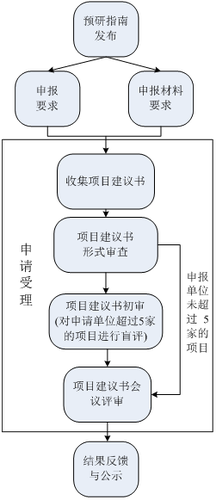 预研指南
发布
申报
要求
申报材料
要求
申请受理
收集项目建议书
项目建议书
形式审查
申报
单位
未超
过 5
家的
项目
项目建议书初审
(对申请单位超过5家
的项目进行盲评)
项目建议书会
议评审
结果反馈
与公示